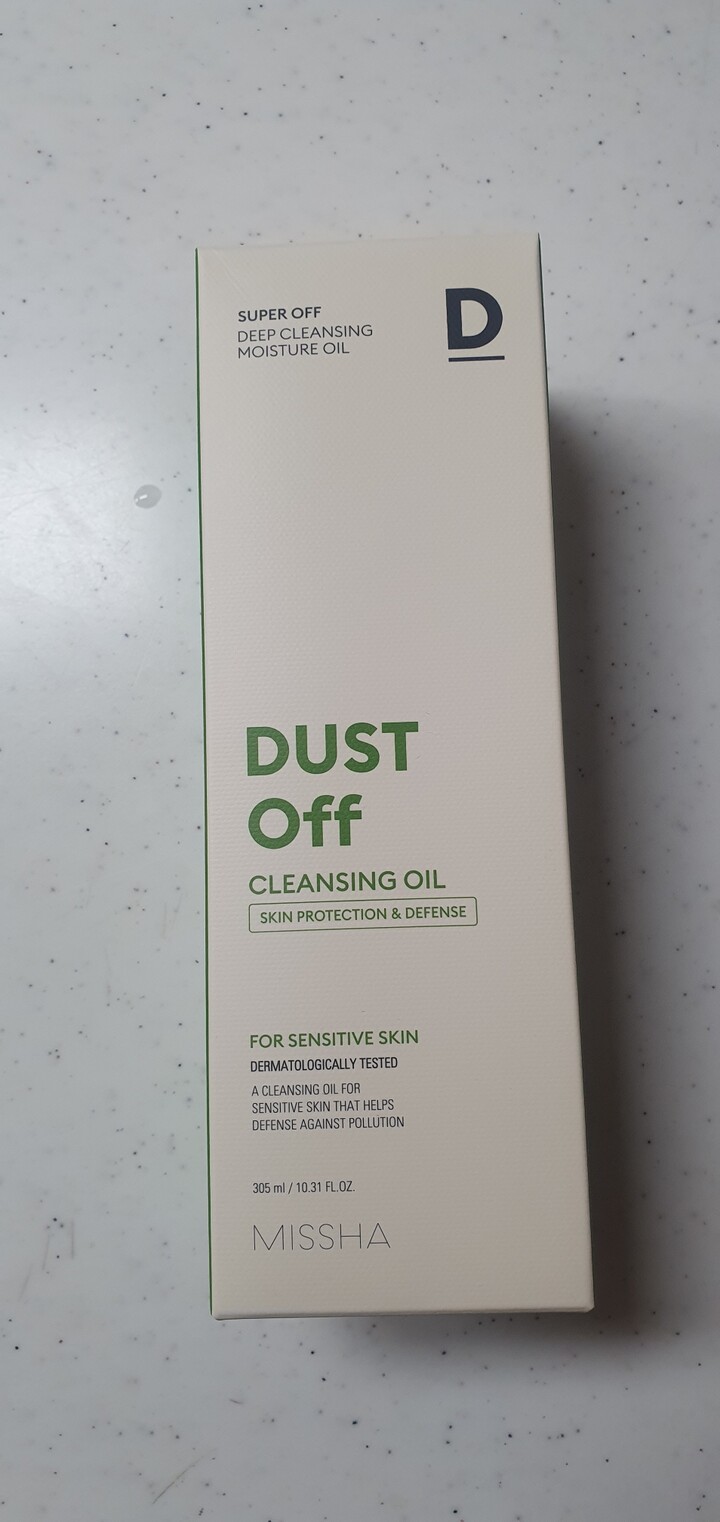 SUPER OFF
DEEP CLEANSING
MOISTURE OIL
D
DUST
Off
CLEANSING OIL
SKIN PROTECTION & DEFENSE
FOR SENSITIVE SKIN
DERMATOLOGICALLY TESTED
A CLEANSING OIL FOR
SENSITIVE SKIN THAT HELPS
DEFENSE AGAINST POLLUTION
305 ml / 10.31 FL.OZ.
MISSHA